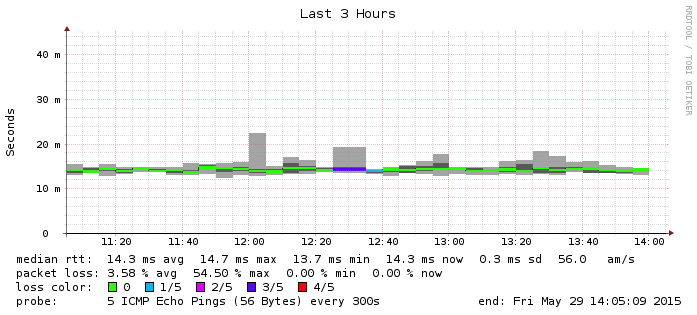 Last 3 Hours
RRDTOOL / TOBI OETIKER
Seconds
40 m
30 m
20 m
10 m
0
11:20 11:40 12:00 12:20 12:40 13:00 13:20 13:40 14:00
median rtt: 14.3 ms avg 14.7 ms max 13.7 ms min 14.3 ms now 0.3 ms sd 56.0 am/s
packet loss: 3.58 % avg 54.50 % max 0.00 % min 0.00 % now
loss color: 0 1/5 2/5 3/5 4/5
probe: 5 ICMP Echo Pings (56 Bytes) every 300s end: Fri May 29 14:05:09 2015